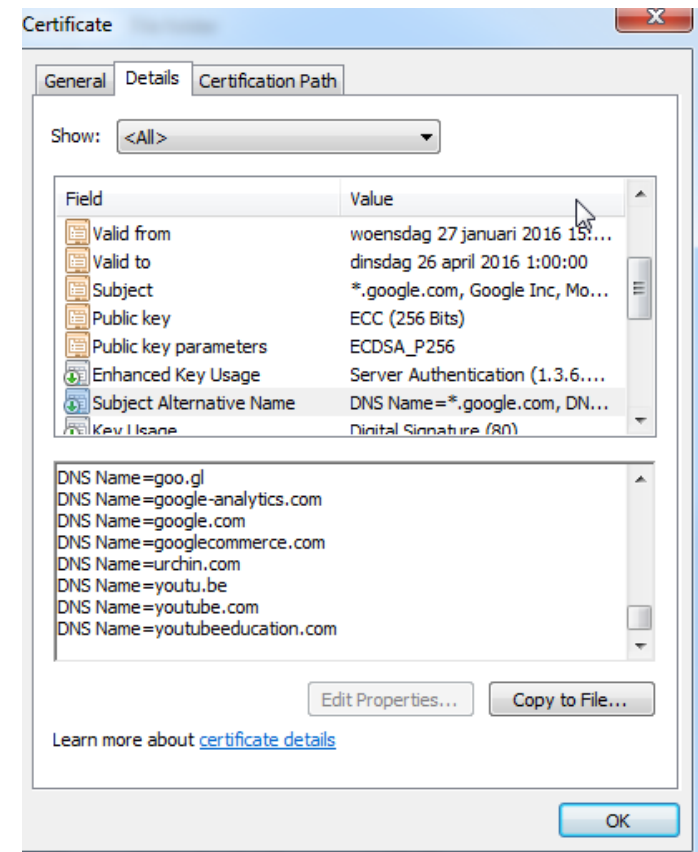 Certificate
General Details Certification Path
Show: <All>
Field Value
Valid from woensdag 27 januari 2016 15:...
Valid to dinsdag 26 april 2016 1:00:00
Subject *.google.com, Google Inc, Mo...
Public key ECC (256 Bits)
Public key parameters ECDSA_P256
Enhanced Key Usage Server Authentication (1.3.6....
Subject Alternative Name DNS Name=*.google.com, DN...
Key Usage Digital Signature (80)
DNS Name=goo.gl
DNS Name=google-analytics.com
DNS Name=google.com
DNS Name=googlecommerce.com
DNS Name=urchin.com
DNS Name=youtu.be
DNS Name=youtube.com
DNS Name=youtubeeducation.com
Edit Properties... Copy to File...
Learn more about certificate details
OK